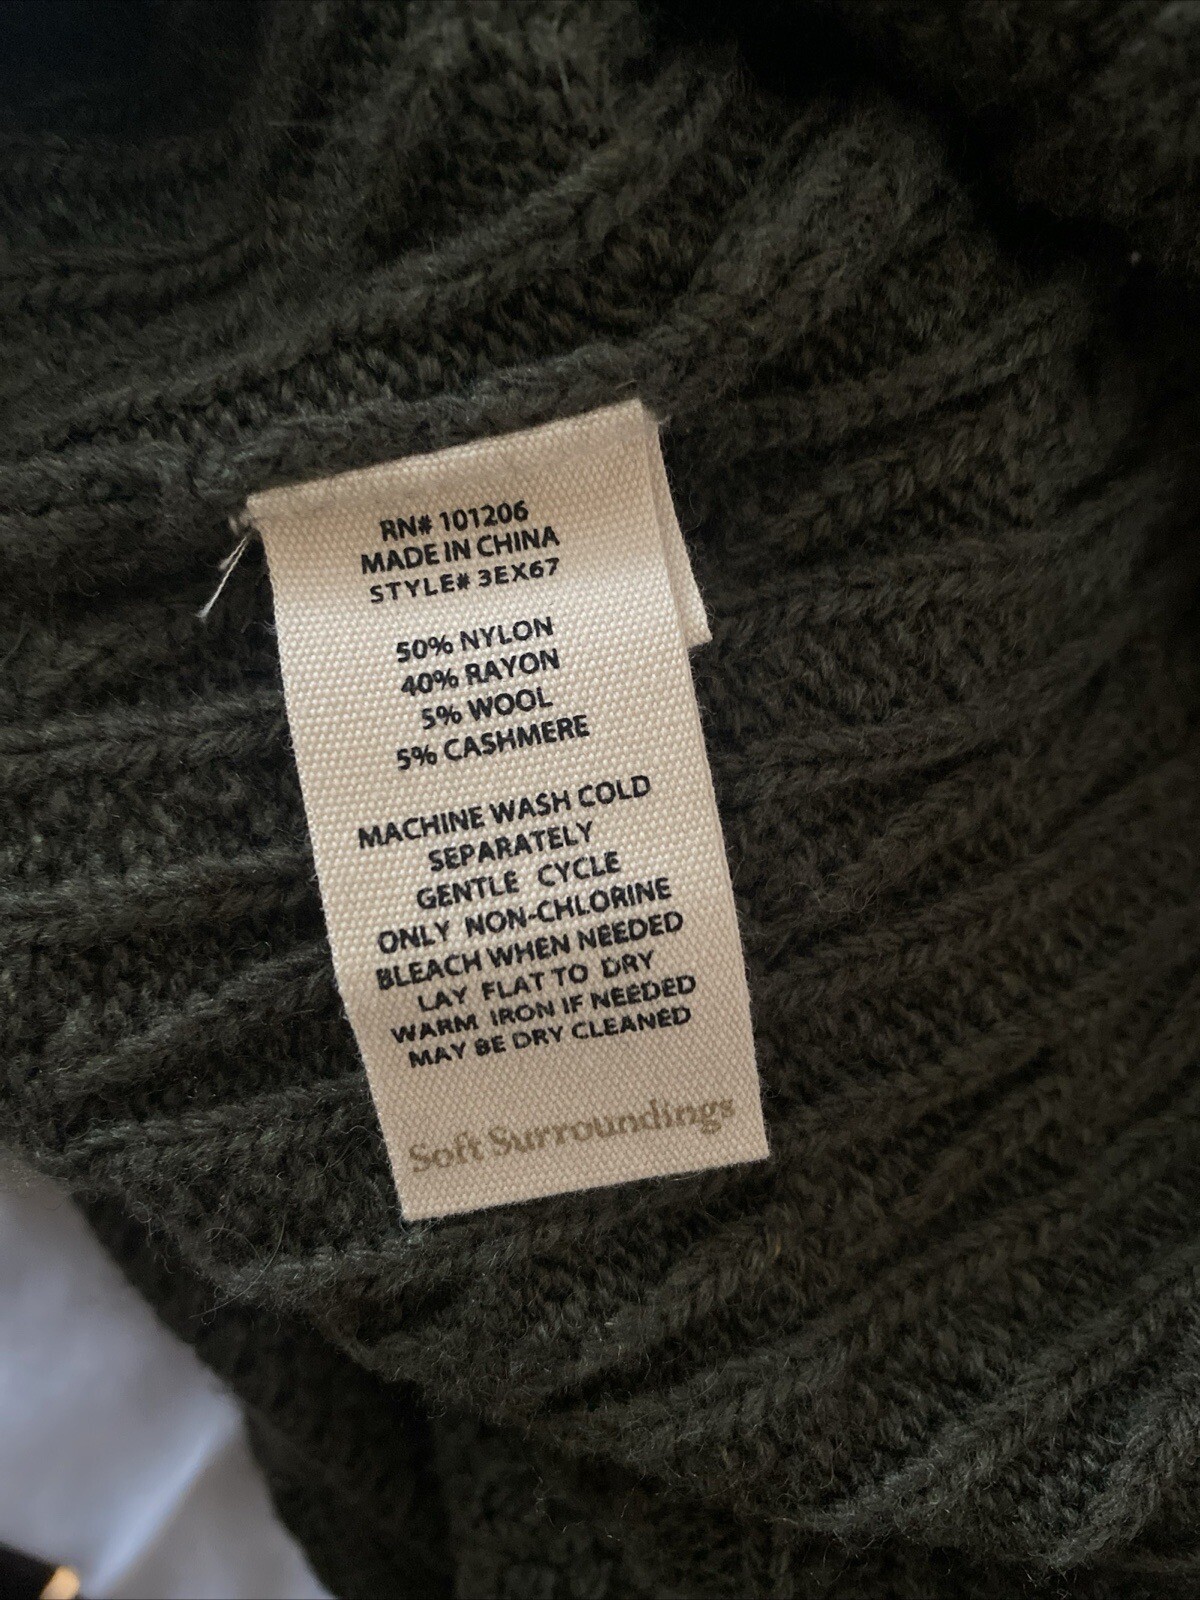 RN# 101206
MADE IN CHINA
STYLE# 3EX67
50% NYLON
40% RAYON
5% WOOL
5% CASHMERE
MACHINE WASH COLD
SEPARATELY
GENTLE CYCLE
ONLY NON-CHLORINE
BLEACH WHEN NEEDED
LAY FLAT TO DRY
WARM IRON IF NEEDED
MAY BE DRY CLEANED
Soft Surroundings